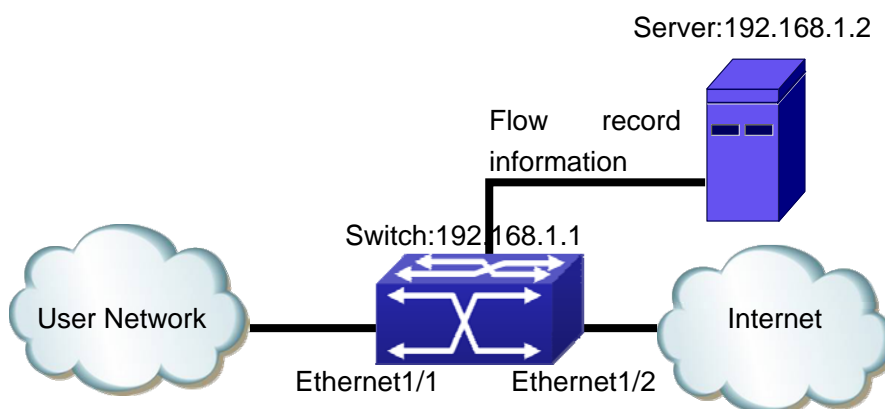 Server:192.168.1.2
Flow record
information
Switch:192.168.1.1
User Network
Internet
Ethernet1/1
Ethernet1/2